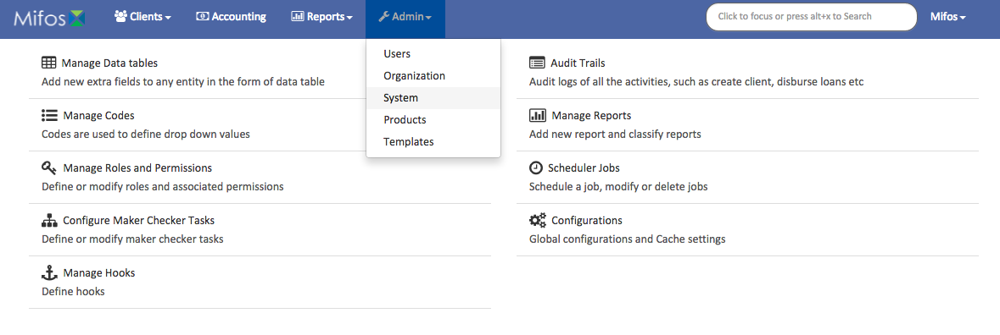 Mifos
Clients
Accounting
Reports
Admin
Click to focus or press alt+x to Search
Mifos
Users
Organization
System
Products
Templates
Manage Data tables
Add new extra fields to any entity in the form of data table
Manage Codes
Codes are used to define drop down values
Manage Roles and Permissions
Define or modify roles and associated permissions
Configure Maker Checker Tasks
Define or modify maker checker tasks
Manage Hooks
Define hooks
Audit Trails
Audit logs of all the activities, such as create client, disburse loans etc
Manage Reports
Add new report and classify reports
Scheduler Jobs
Schedule a job, modify or delete jobs
Configurations
Global configurations and Cache settings